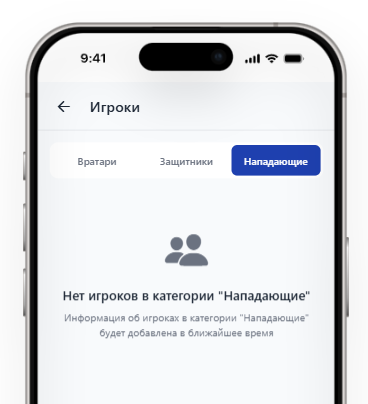 9:41
Игроки
Вратари Защитники Нападающие
Нет игроков в категории "Нападающие"
Информация об игроках в категории "Нападающие"
будет добавлена в ближайшее время